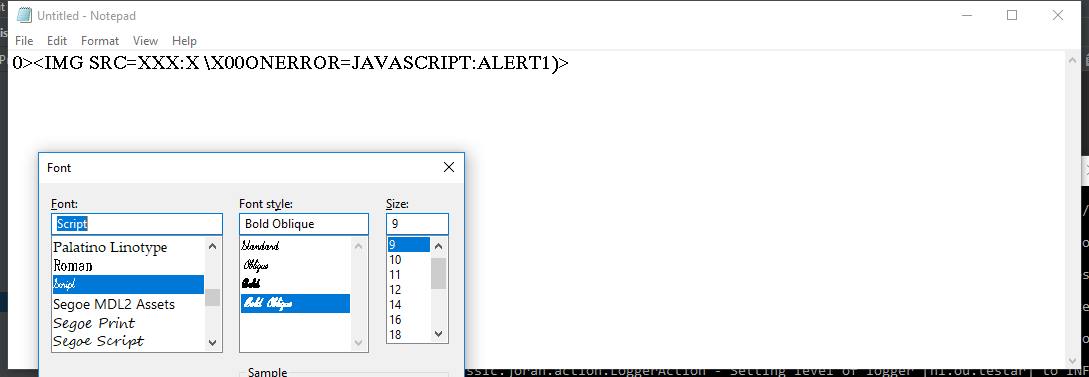 Untitled - Notepad
File Edit Format View Help
0><IMG SRC=XXX:X \X00ONERROR=JAVASCRIPT:ALERT1)>
Font
Font: Font style: Size:
Script Bold Oblique 9
Palatino Linotype Standard 9
Roman Oblique 10
Script Bold 11
Segoe MDL2 Assets Bold Oblique 12
Segoe Print 14
Segoe Script 16
18
Sample
ssic.joran.action.LoggerAction - Setting level of logger [nl.ou.testar] to INF